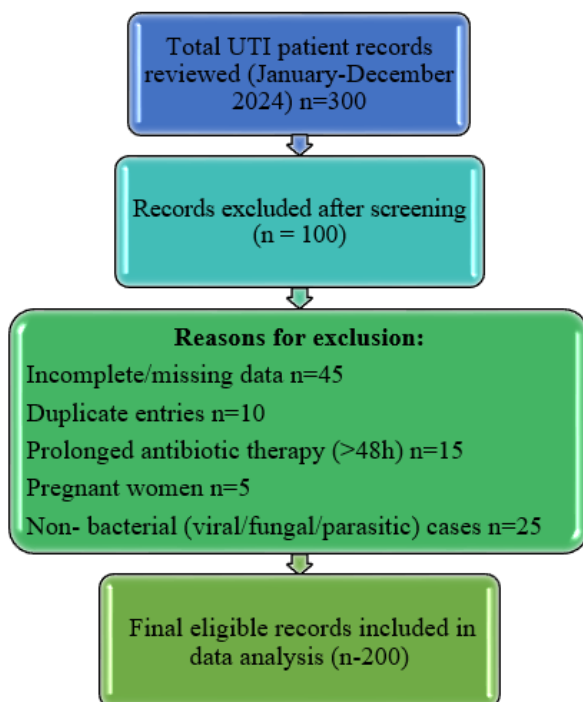 Total UTI patient records
reviewed (January-December
2024) n=300
Records excluded after screening
(n = 100)
Reasons for exclusion:
Incomplete/missing data n=45
Duplicate entries n=10
Prolonged antibiotic therapy (>48h) n=15
Pregnant women n=5
Non- bacterial (viral/fungal/parasitic) cases n=25
Final eligible records included in
data analysis (n-200)